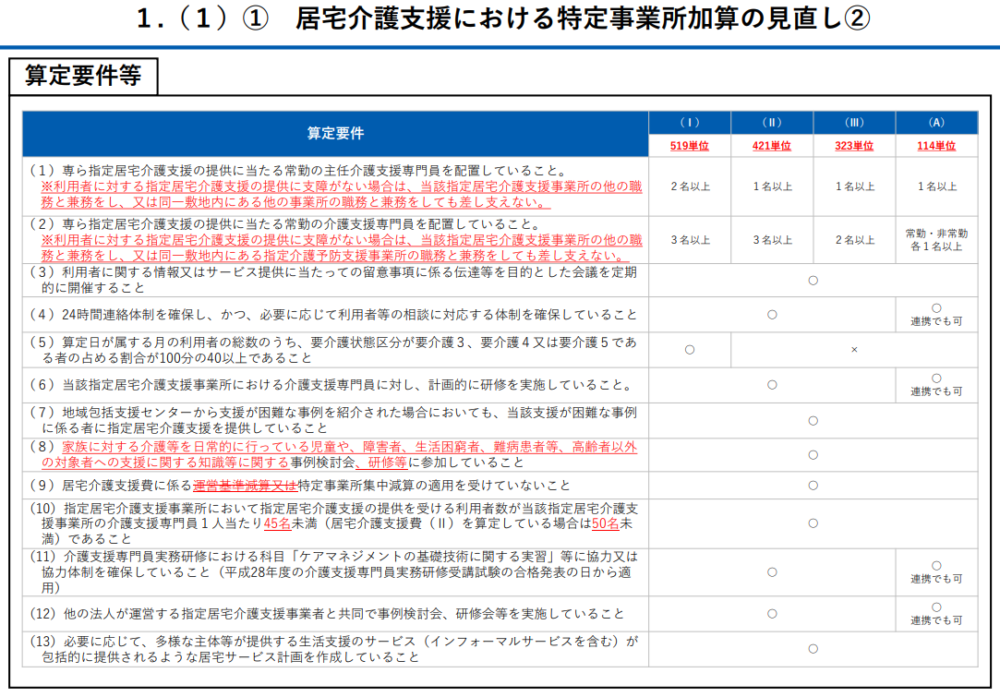 1．（1）① 居宅介護支援における特定事業所加算の見直し②
算定要件等
算定要件
（Ⅰ）
（Ⅱ）
（Ⅲ）
（A）
519単位
421単位
323単位
114単位
（1）専ら指定居宅介護支援の提供に当たる常勤の主任介護支援専門員を配置していること。
※利用者に対する指定居宅介護支援の提供に支障がない場合は、当該指定居宅介護支援事業所の他の職
務と兼務をし、又は同一敷地内にある他の事業所の職務と兼務をしても差し支えない。
2名以上
1名以上
1名以上
1名以上
（2）専ら指定居宅介護支援の提供に当たる常勤の介護支援専門員を配置していること。
※利用者に対する指定居宅介護支援の提供に支障がない場合は、当該指定居宅介護支援事業所の他の職
務と兼務をし、又は同一敷地内にある指定介護予防支援事業所の職務と兼務をしても差し支えない。
3名以上
3名以上
2名以上
常勤・非常勤
各1名以上
（3）利用者に関する情報又はサービス提供に当たっての留意事項に係る伝達等を目的とした会議を定期
的に開催すること
○
（4）24時間連絡体制を確保し、かつ、必要に応じて利用者等の相談に対応する体制を確保していること
○
○
連携でも可
（5）算定日が属する月の利用者の総数のうち、要介護状態区分が要介護3、要介護4又は要介護5であ
る者の占める割合が100分の40以上であること
○
×
（6）当該指定居宅介護支援事業所における介護支援専門員に対し、計画的に研修を実施していること。
○
○
連携でも可
（7）地域包括支援センターから支援が困難な事例を紹介された場合においても、当該支援が困難な事例
に係る者に指定居宅介護支援を提供していること
○
（8）家族に対する介護等を日常的に行っている児童や、障害者、生活困窮者、難病患者等、高齢者以外
の対象者への支援に関する知識等に関する事例検討会、研修等に参加していること
○
（9）居宅介護支援費に係る運営基準減算又は特定事業所集中減算の適用を受けていないこと
○
（10）指定居宅介護支援事業所において指定居宅介護支援の提供を受ける利用者数が当該指定居宅介護支
援事業所の介護支援専門員1人当たり45名未満（居宅介護支援費（Ⅱ）を算定している場合は50名未
満）であること
○
（11）介護支援専門員実務研修における科目「ケアマネジメントの基礎技術に関する実習」等に協力又は
協力体制を確保していること（平成28年度の介護支援専門員実務研修受講試験の合格発表の日から適
用）
○
○
連携でも可
（12）他の法人が運営する指定居宅介護支援事業者と共同で事例検討会、研修会等を実施していること
○
○
連携でも可
（13）必要に応じて、多様な主体等が提供する生活支援のサービス（インフォーマルサービスを含む）が
包括的に提供されるような居宅サービス計画を作成していること
○